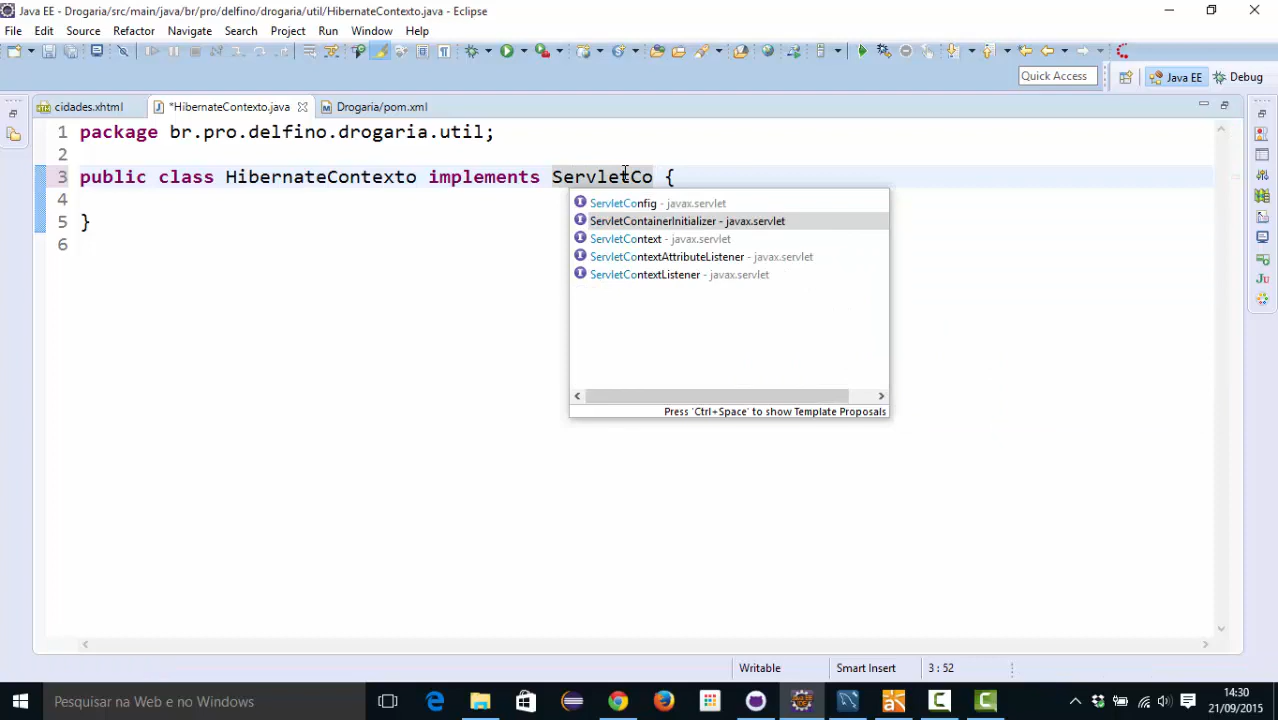 Java EE - Drogaria/src/main/java/br/pro/delfino/drogaria/util/HibernateContexto.java - Eclipse
File Edit Source Refactor Navigate Search Project Run Window Help
Quick Access
Java EE
Debug
cidades.xhtml
*HibernateContexto.java
Drogaria/pom.xml
1 package br.pro.delfino.drogaria.util;
2
3 public class HibernateContexto implements ServletCo {
4
5 }
6
ServletConfig - javax.servlet
ServletContainerInitializer - javax.servlet
ServletContext - javax.servlet
ServletContextAttributeListener - javax.servlet
ServletContextListener - javax.servlet
Press 'Ctrl+Space' to show Template Proposals
Writable
Smart Insert
3 : 52
Pesquisar na Web e no Windows
14:30
21/09/2015